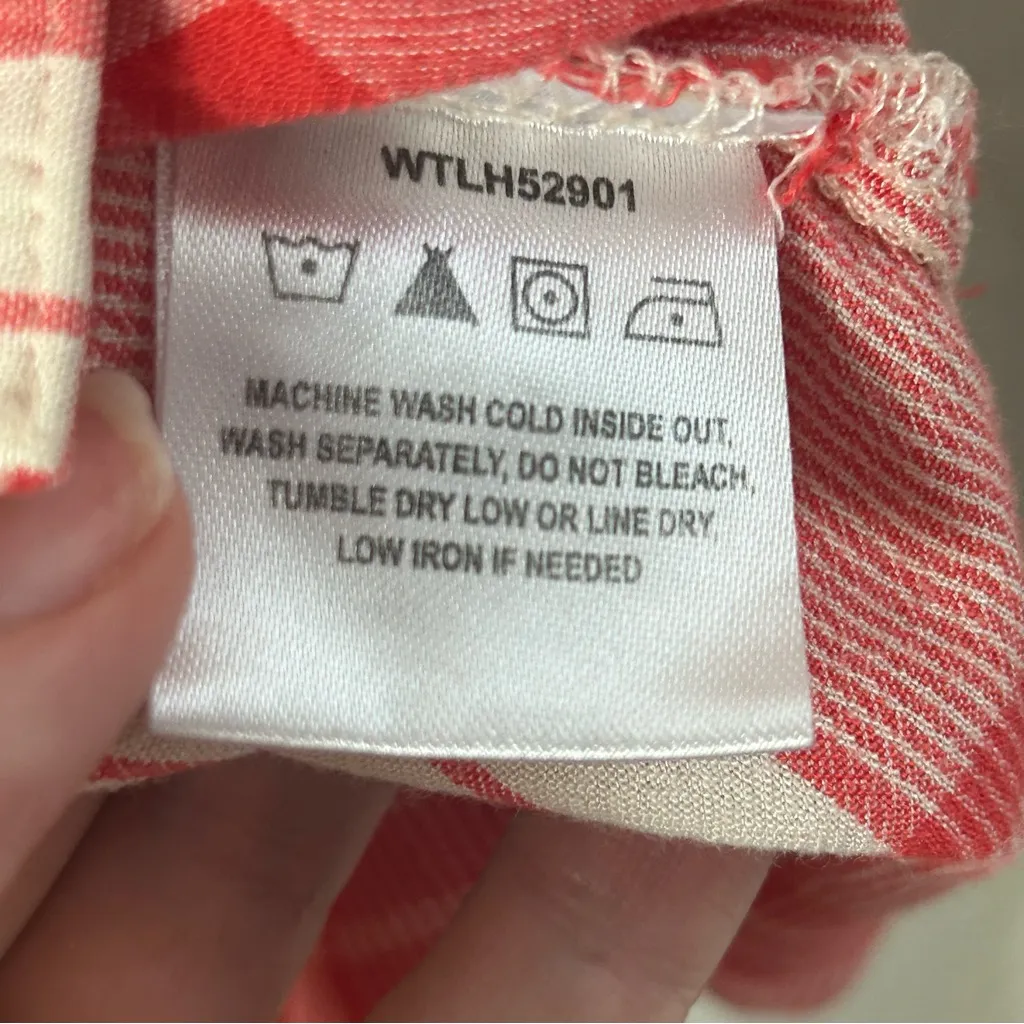 WTLH52901
MACHINE WASH COLD INSIDE OUT,
WASH SEPARATELY, DO NOT BLEACH,
TUMBLE DRY LOW OR LINE DRY,
LOW IRON IF NEEDED